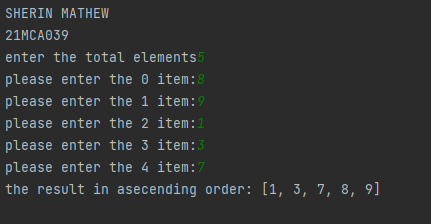 SHERIN MATHEW
21MCA039
enter the total elements5
please enter the 0 item:8
please enter the 1 item:9
please enter the 2 item:1
please enter the 3 item:3
please enter the 4 item:7
the result in asecending order: [1, 3, 7, 8, 9]